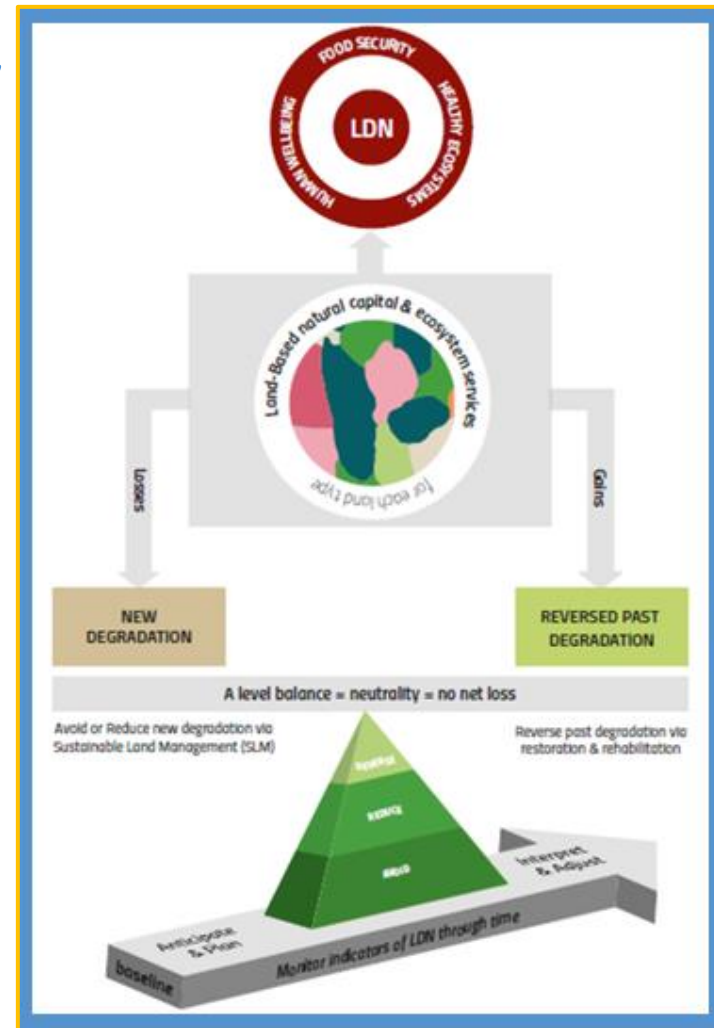 FOOD SECURITY
HUMAN WELLBEING
HEALTHY ECOSYSTEMS
LDN
Land-Based natural capital & ecosystem services
for each land type
Losses
Gains
NEW
DEGRADATION
REVERSED PAST
DEGRADATION
A level balance = neutrality = no net loss
Avoid or Reduce new degradation via
Sustainable Land Management (SLM)
Reverse past degradation via
restoration & rehabilitation
REVERSE
REDUCE
AVOID
Anticipate
& Plan
Interpret
& Adjust
baseline
Monitor indicators of LDN through time